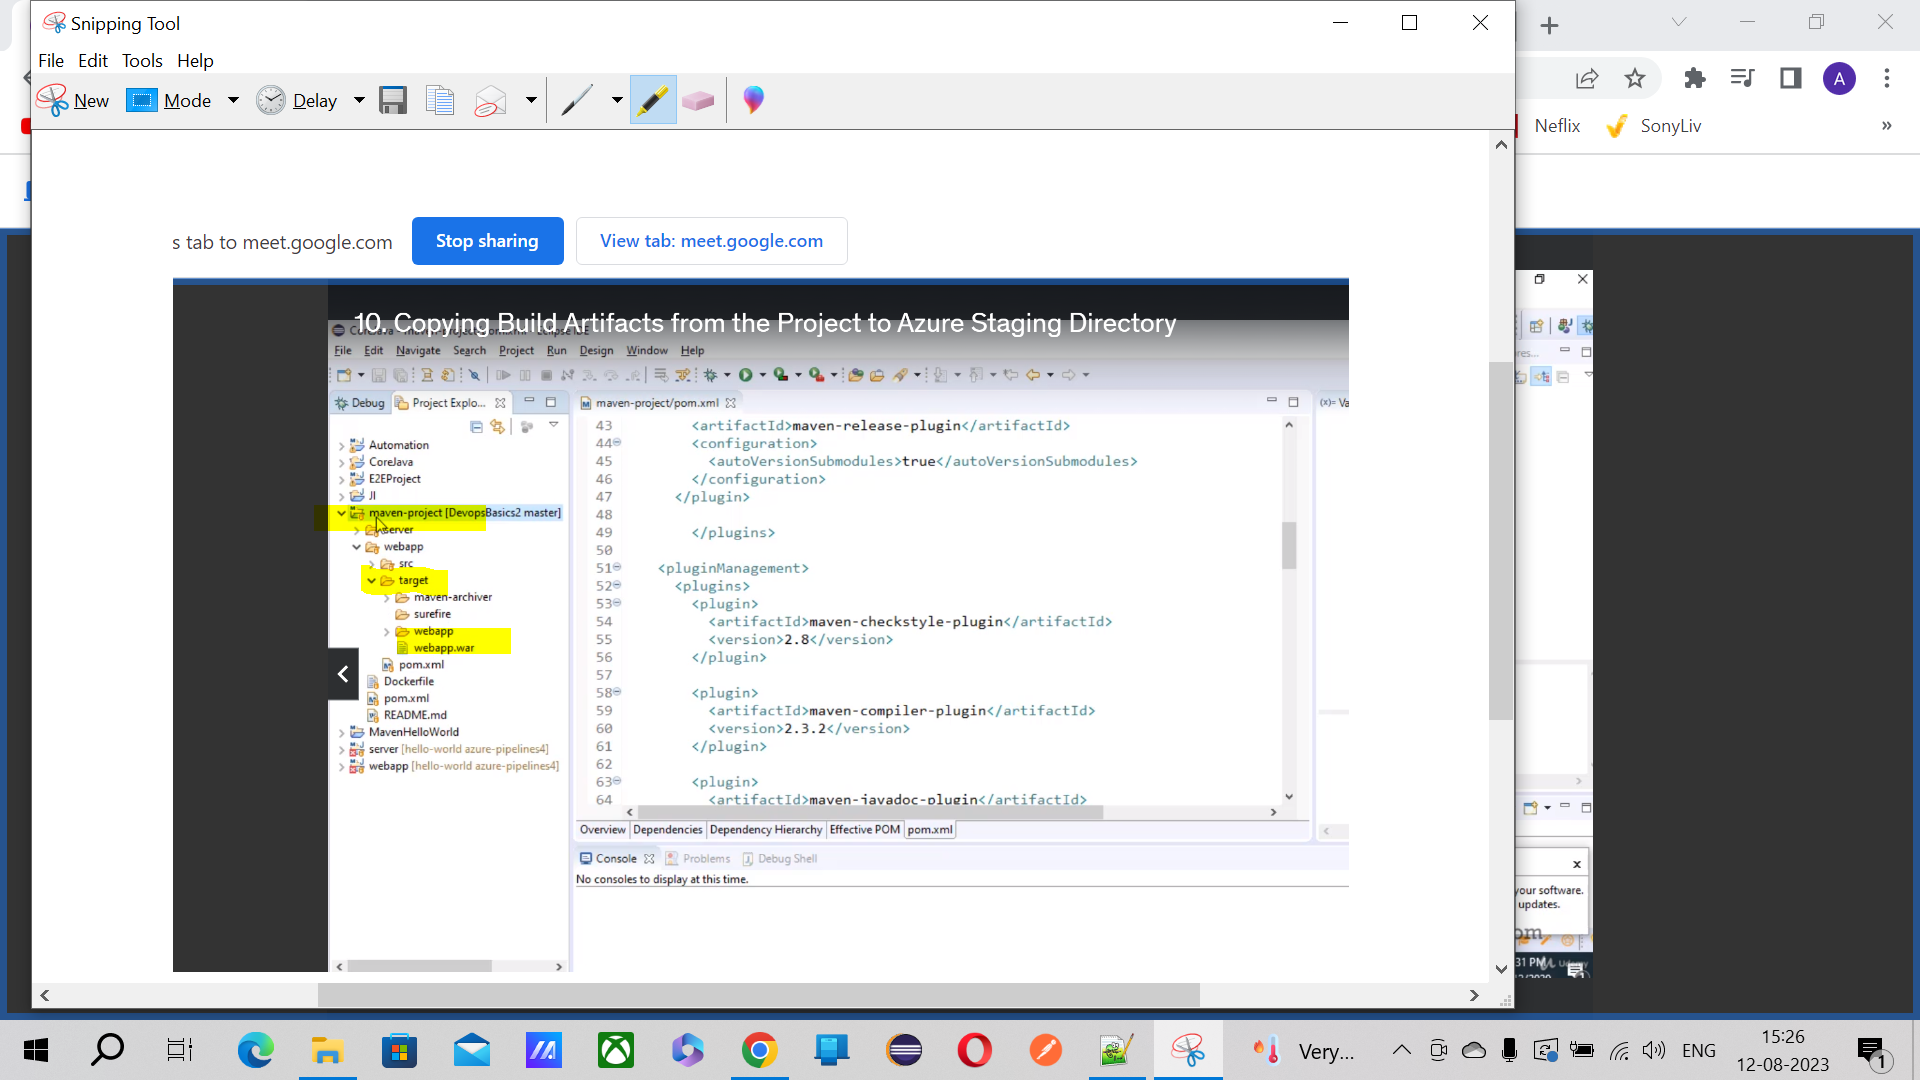 Snipping Tool
File Edit Tools Help
New Mode Delay
A
Neflix SonyLiv
s tab to meet.google.com Stop sharing View tab: meet.google.com
10. Copying Build Artifacts from the Project to Azure Staging Directory
File Edit Navigate Search Project Run Design Window Help
Debug Project Explo... maven-project/pom.xml (x)= Va
Automation
CoreJava
E2EProject
JI
maven-project [DevopsBasics2 master]
server
webapp
src
target
maven-archiver
surefire
webapp
webapp.war
pom.xml
Dockerfile
pom.xml
README.md
MavenHelloWorld
server [hello-world azure-pipelines4]
webapp [hello-world azure-pipelines4]
43 <artifactId>maven-release-plugin</artifactId>
44 <configuration>
45 <autoVersionSubmodules>true</autoVersionSubmodules>
46 </configuration>
47 </plugin>
48
49 </plugins>
50
51 <pluginManagement>
52 <plugins>
53 <plugin>
54 <artifactId>maven-checkstyle-plugin</artifactId>
55 <version>2.8</version>
56 </plugin>
57
58 <plugin>
59 <artifactId>maven-compiler-plugin</artifactId>
60 <version>2.3.2</version>
61 </plugin>
62
63 <plugin>
64 <artifactId>maven-javadoc-plugin</artifactId>
Overview Dependencies Dependency Hierarchy Effective POM pom.xml
Console Problems Debug Shell
No consoles to display at this time.
your software.
updates.
om
31 PM Udemy
Very... ENG 15:26
12-08-2023
1